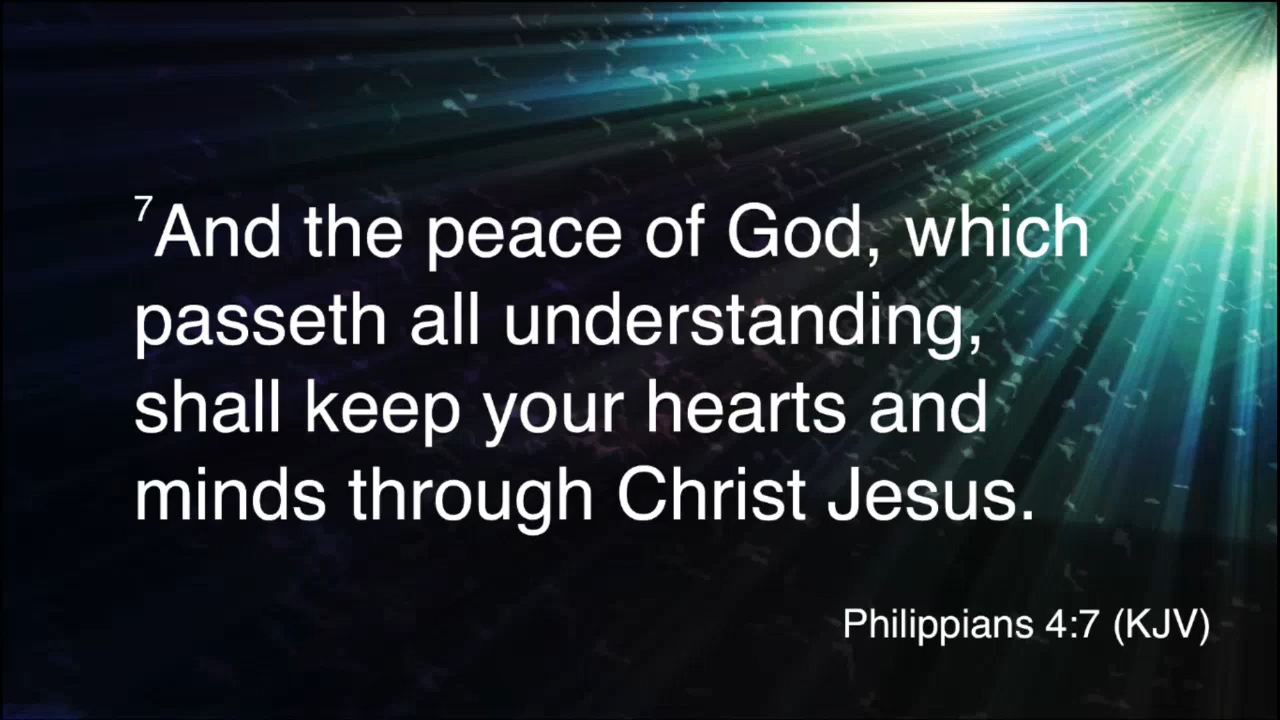 ⁷And the peace of God, which
passeth all understanding,
shall keep your hearts and
minds through Christ Jesus.
Philippians 4:7 (KJV)